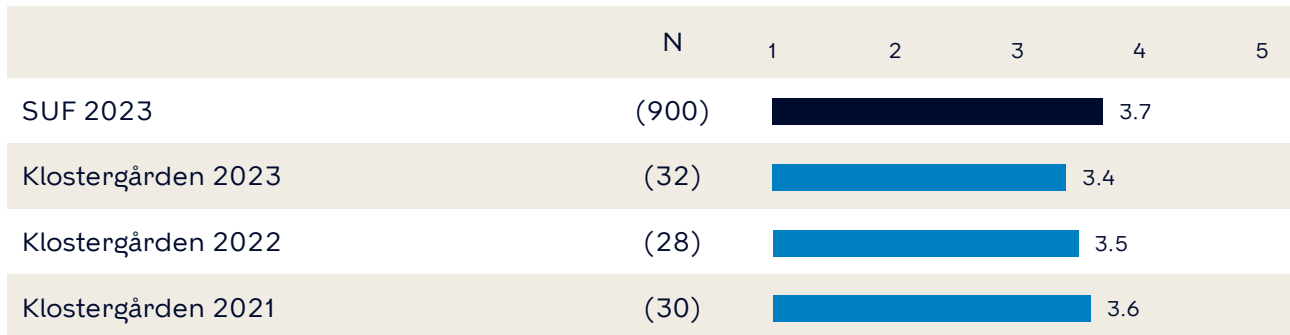 N 1 2 3 4 5
SUF 2023 (900) 3.7
Klostergården 2023 (32) 3.4
Klostergården 2022 (28) 3.5
Klostergården 2021 (30) 3.6